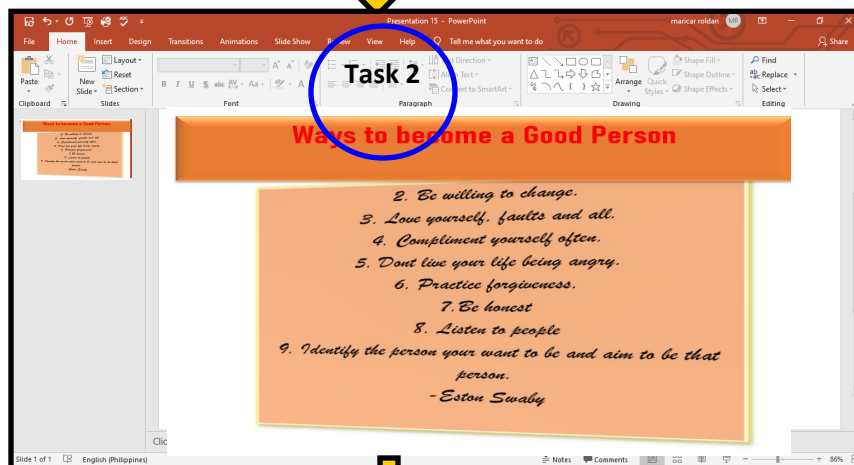 Presentation 15 - PowerPoint
maricar roldan MR
File Home Insert Design Transitions Animations Slide Show Review View Help Tell me what you want to do Share
Paste
Clipboard
New Slide
Layout
Reset
Section
Slides
B I U S abc AV Aa A
Font
Task 2
Text Direction
Align Text
Convert to SmartArt
Paragraph
Arrange
Quick Styles
Shape Fill
Shape Outline
Shape Effects
Drawing
Find
Replace
Select
Editing
Ways to become a Good Person
2. Be willing to change.
3. Love yourself, faults and all.
4. Compliment yourself often.
5. Dont live your life being angry.
6. Practice forgiveness.
7. Be honest
8. Listen to people
9. Identify the person your want to be and aim to be that
person.
-Eston Swaby
Clic
Slide 1 of 1 English (Philippines) Notes Comments 86%